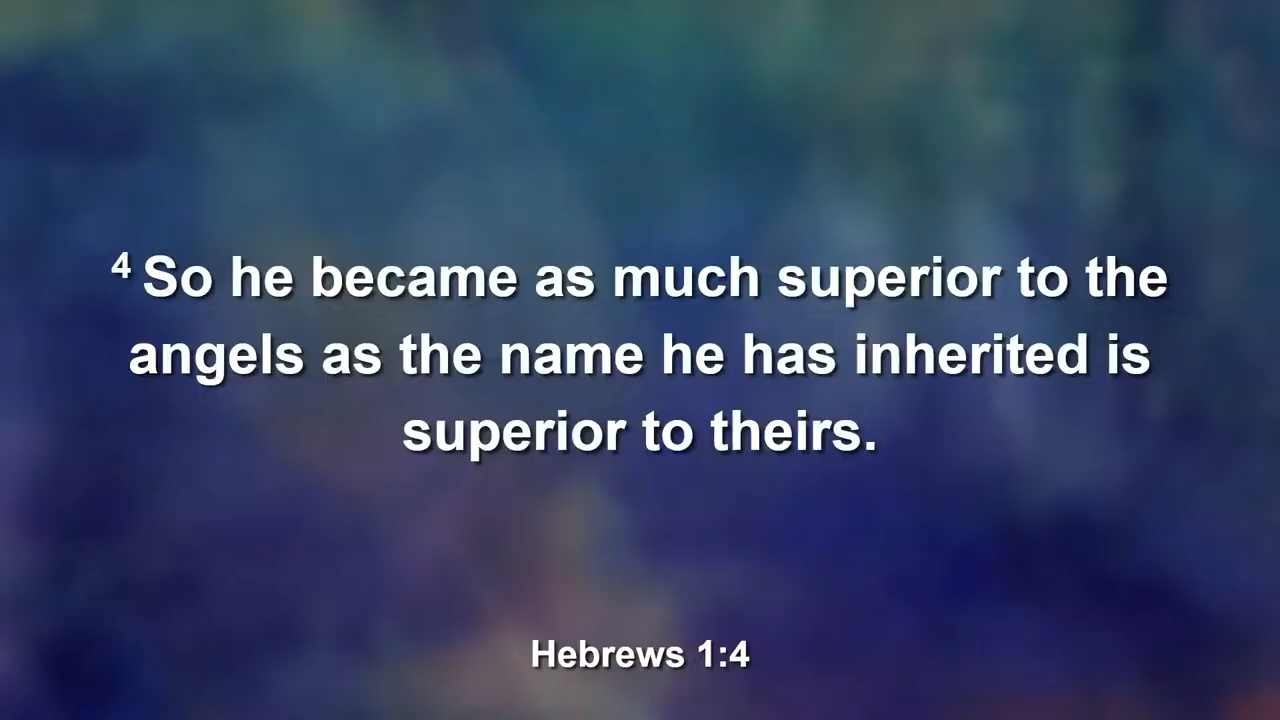 4 So he became as much superior to the
angels as the name he has inherited is
superior to theirs.
Hebrews 1:4